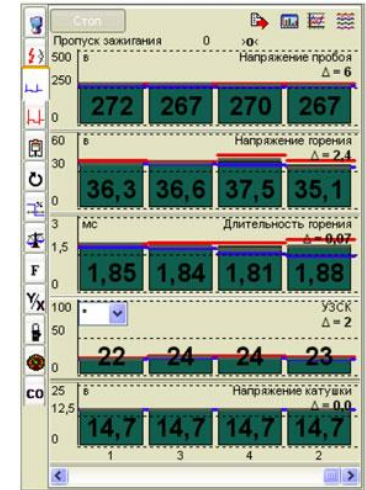 Стоп
Пропуск зажигания 0 >0<
500 в Напряжение пробоя
Δ = 6
250
0
272 267 270 267
60 в Напряжение горения
Δ = 2,4
30
0
36,3 36,6 37,5 35,1
3 мс Длительность горения
Δ = 0,07
1,5
0
1,85 1,84 1,81 1,88
100 ° УЗСК
Δ = 2
50
0
22 24 24 23
25 в Напряжение катушки
Δ = 0,0
12,5
0
14,7 14,7 14,7 14,7
1 3 4 2
F
Y/X
CO